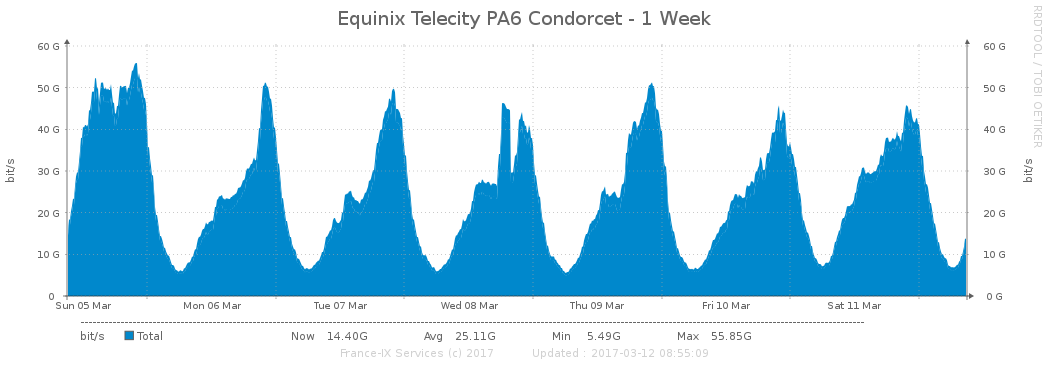 Equinix Telecity PA6 Condorcet - 1 Week
RRDTOOL / TOBI OETIKER
60 G 60 G
50 G 50 G
40 G 40 G
30 G 30 G
20 G 20 G
10 G 10 G
0 0 G
bit/s
bit/s
Sun 05 Mar Mon 06 Mar Tue 07 Mar Wed 08 Mar Thu 09 Mar Fri 10 Mar Sat 11 Mar
bit/s Total Now 14.40G Avg 25.11G Min 5.49G Max 55.85G
France-IX Services (c) 2017 Updated : 2017-03-12 08:55:09